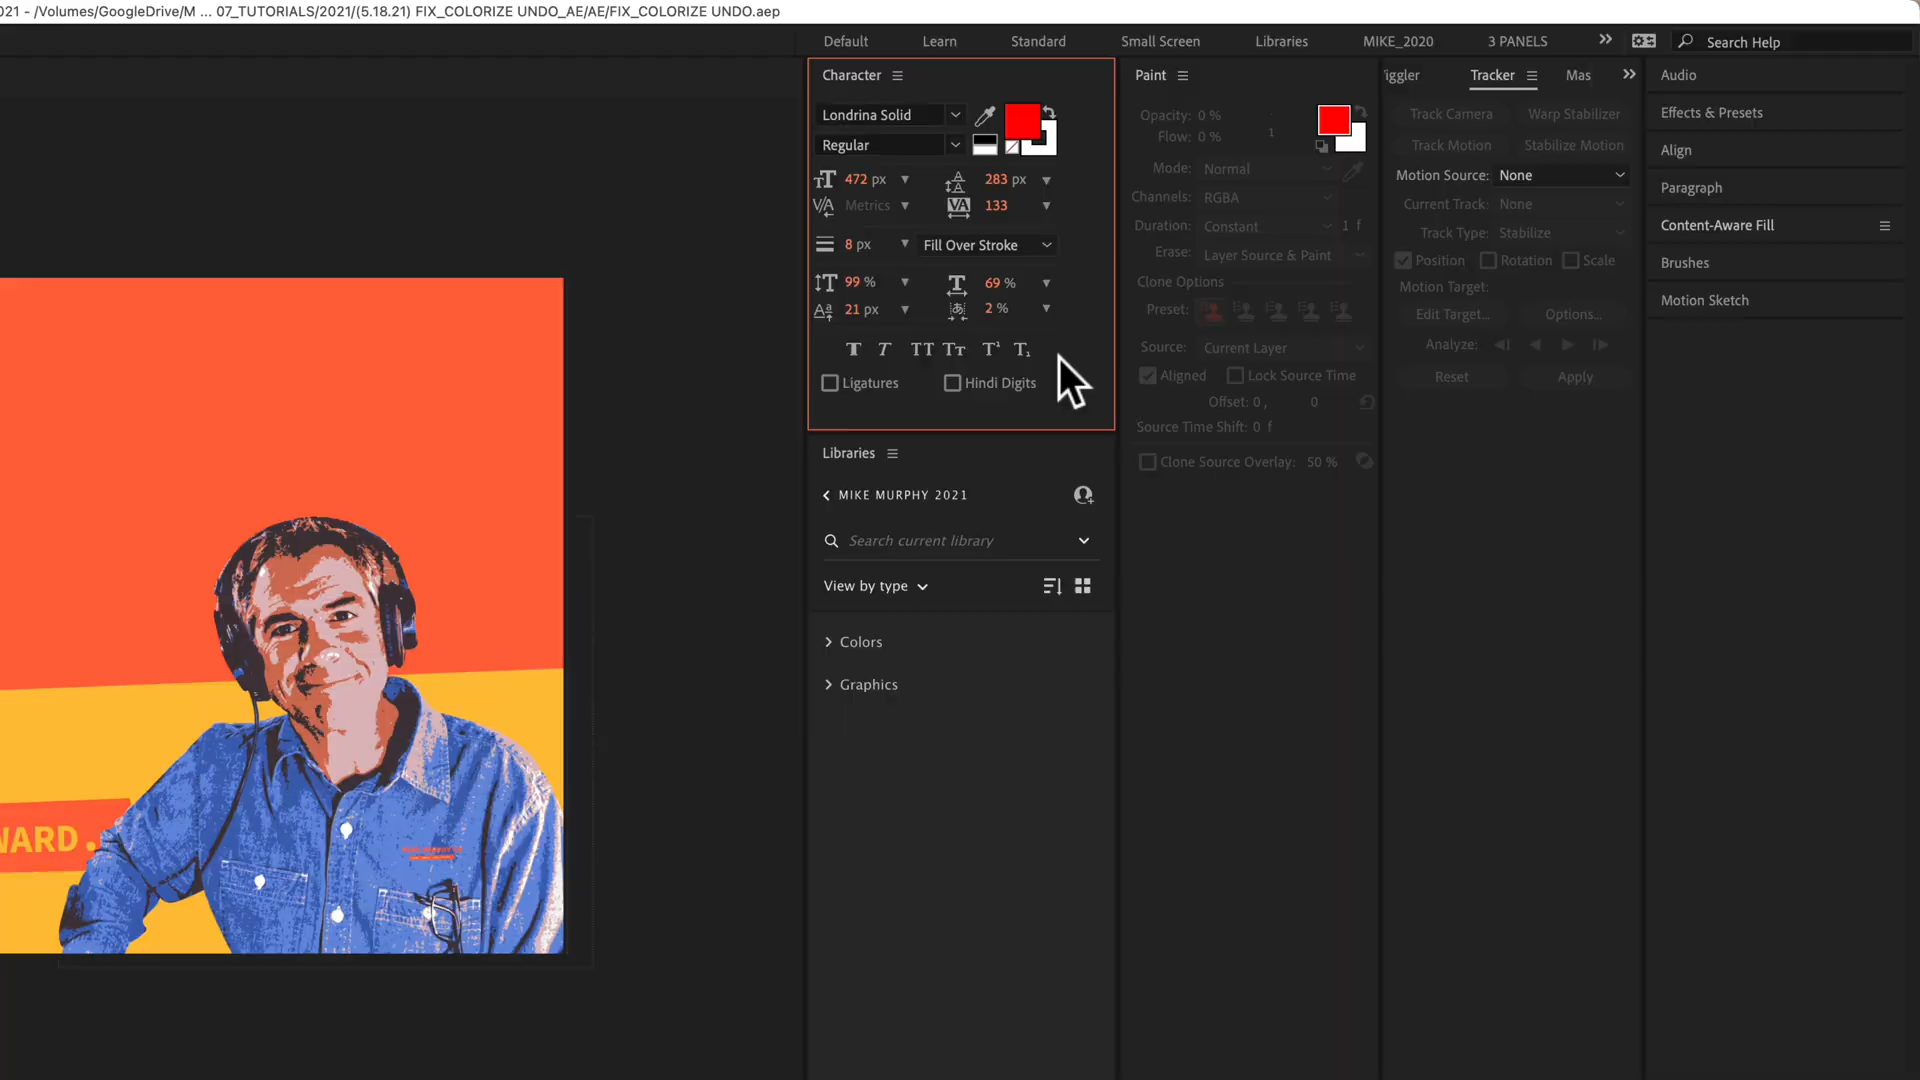 021 - /Volumes/GoogleDrive/M ... 07_TUTORIALS/2021/(5.18.21) FIX_COLORIZE UNDO_AE/AE/FIX_COLORIZE UNDO.aep
Default Learn Standard Small Screen Libraries MIKE_2020 3 PANELS Search Help
Character
Londrina Solid
Regular
472 px 283 px
Metrics 133
8 px Fill Over Stroke
99 % 69 %
21 px 2 %
Ligatures Hindi Digits
Libraries
MIKE MURPHY 2021
Search current library
View by type
Colors
Graphics
Paint
Opacity: 0 %
Flow: 0 % 1
Mode: Normal
Channels: RGBA
Duration: Constant 1 f
Erase: Layer Source & Paint
Clone Options
Preset:
Source: Current Layer
Aligned Lock Source Time
Offset: 0 , 0
Source Time Shift: 0 f
Clone Source Overlay: 50 %
iggler Tracker Mas
Track Camera Warp Stabilizer
Track Motion Stabilize Motion
Motion Source: None
Current Track: None
Track Type: Stabilize
Position Rotation Scale
Motion Target:
Edit Target... Options...
Analyze:
Reset Apply
Audio
Effects & Presets
Align
Paragraph
Content-Aware Fill
Brushes
Motion Sketch
WARD.